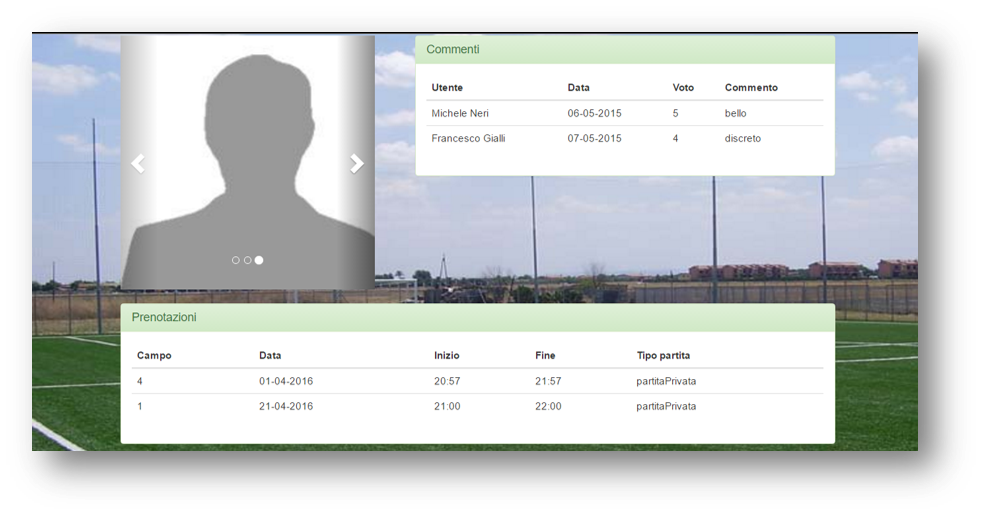 Commenti
Utente Data Voto Commento
Michele Neri 06-05-2015 5 bello
Francesco Gialli 07-05-2015 4 discreto
Prenotazioni
Campo Data Inizio Fine Tipo partita
4 01-04-2016 20:57 21:57 partitaPrivata
1 21-04-2016 21:00 22:00 partitaPrivata